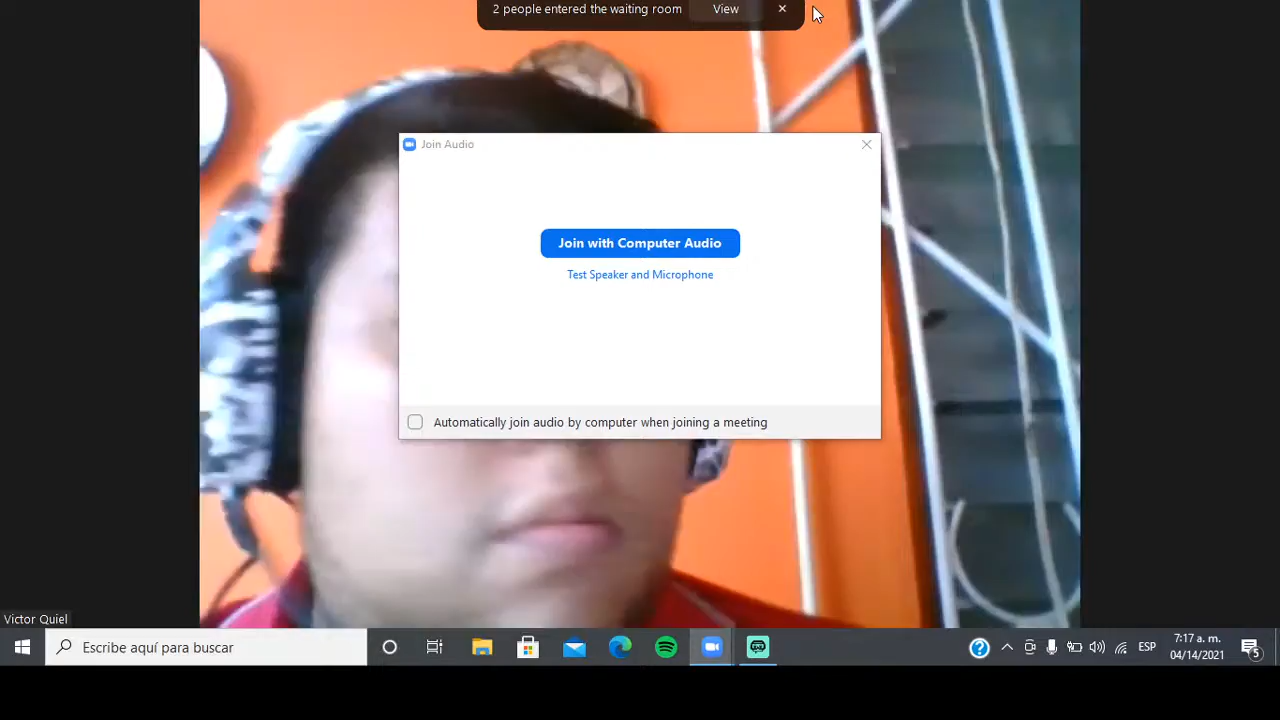 2 people entered the waiting room View ×
Join Audio
Join with Computer Audio
Test Speaker and Microphone
Automatically join audio by computer when joining a meeting
Victor Quiel
Escribe aquí para buscar
ESP
7:17 a. m.
04/14/2021
5